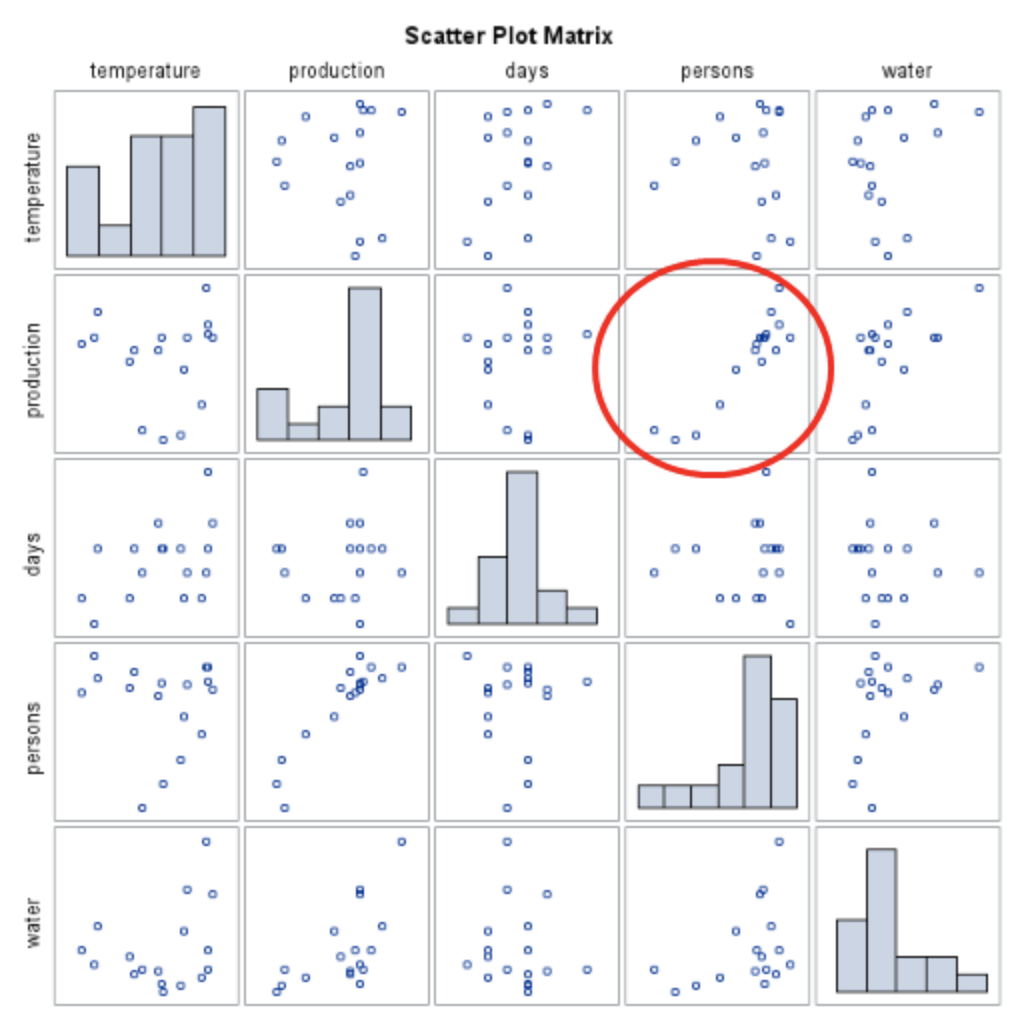 Scatter Plot Matrix
temperature production days persons water
temperature
production
days
persons
water